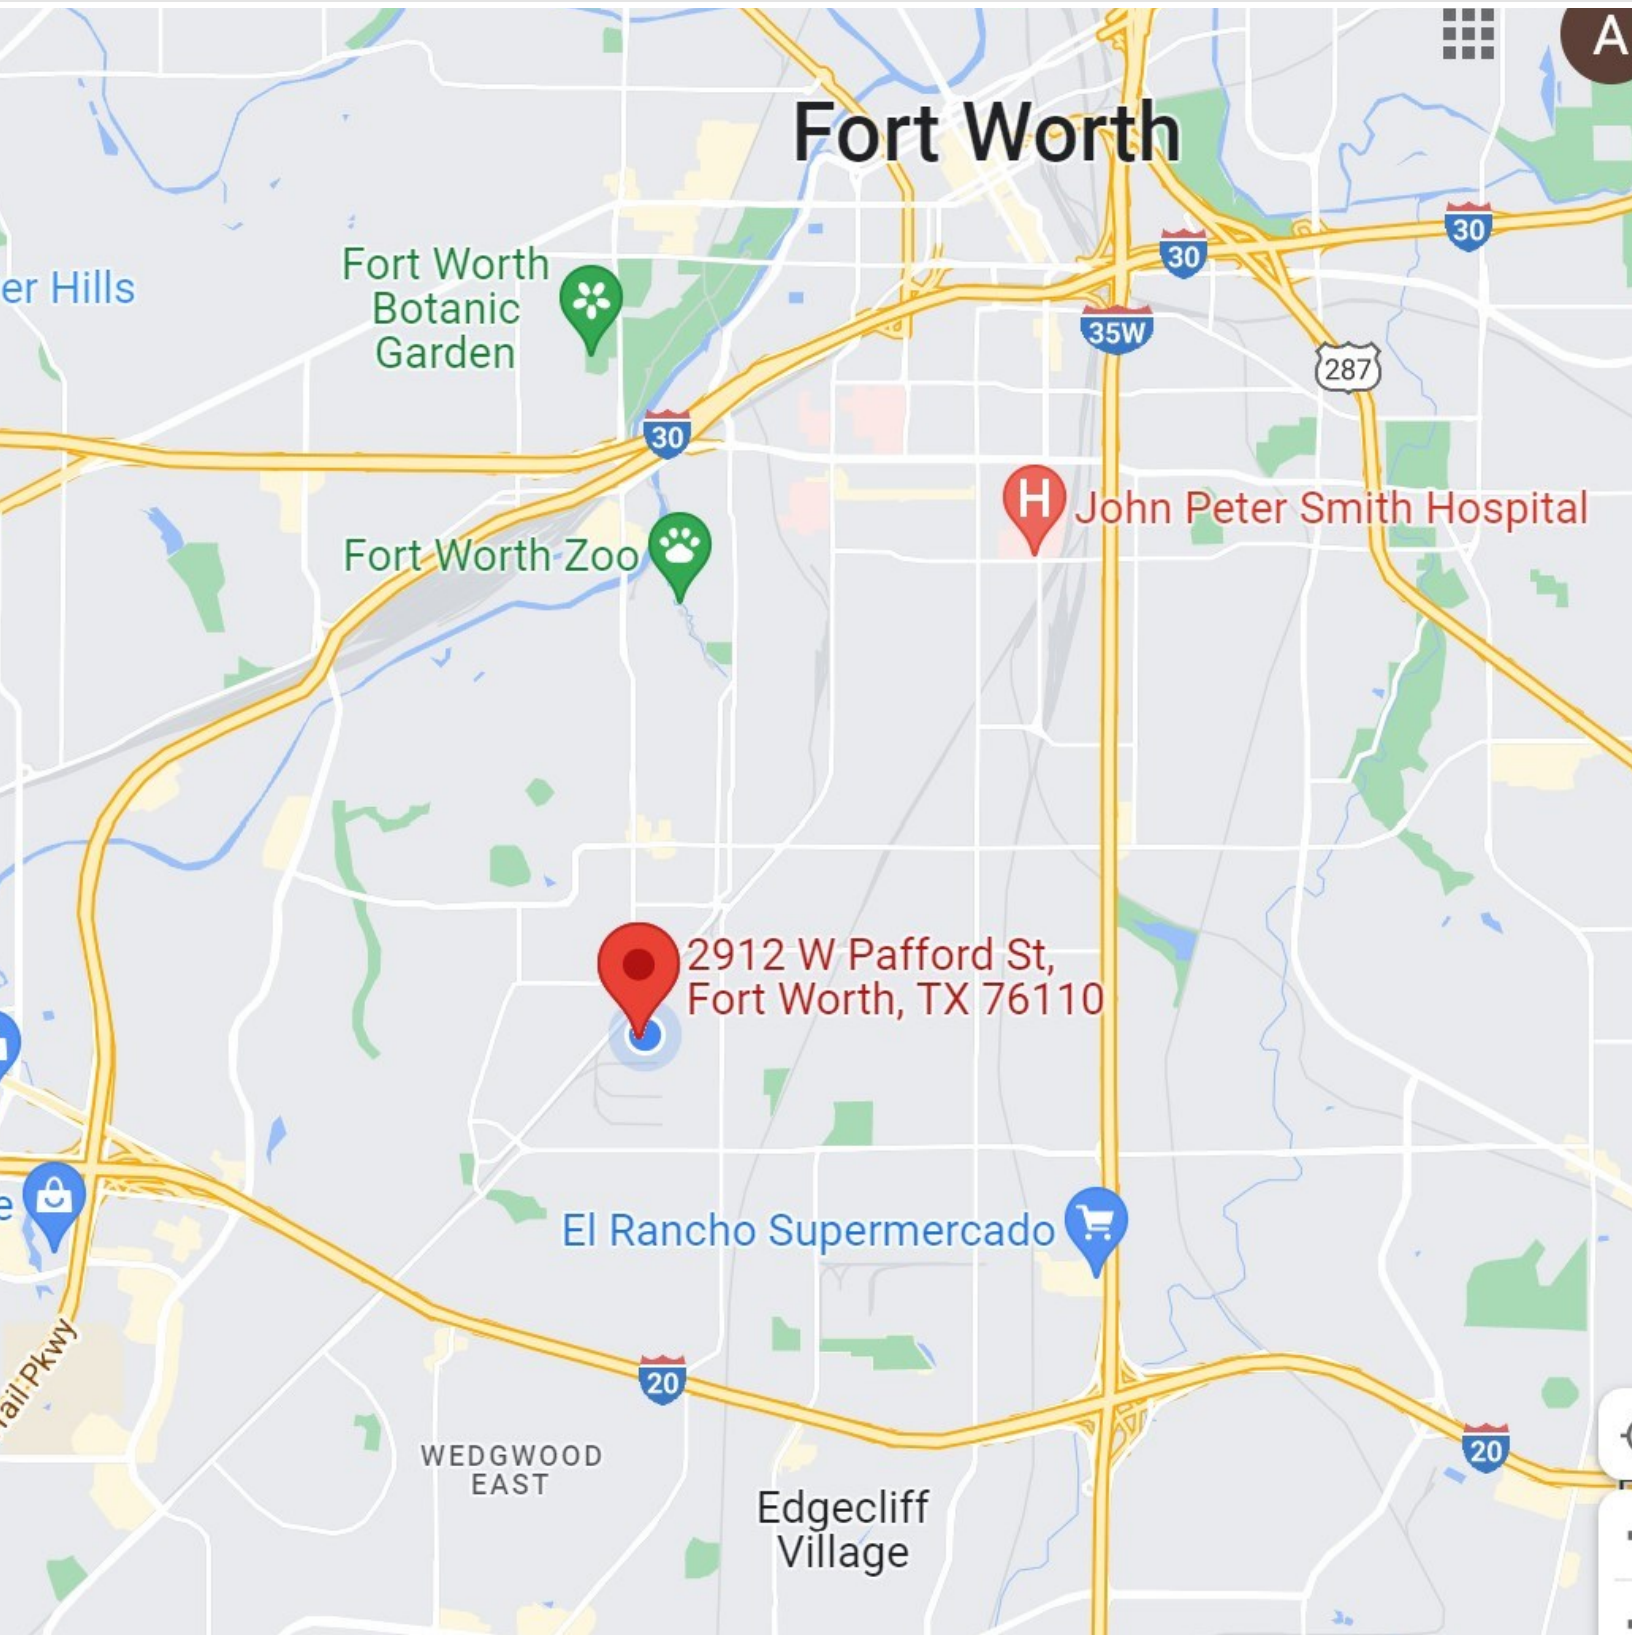 A
Fort Worth
30
30
er Hills
Fort Worth
Botanic
Garden
35W
287
30
H
John Peter Smith Hospital
Fort Worth Zoo
2912 W Pafford St,
Fort Worth, TX 76110
e
El Rancho Supermercado
ail Pkwy
20
20
WEDGWOOD
EAST
Edgecliff
Village